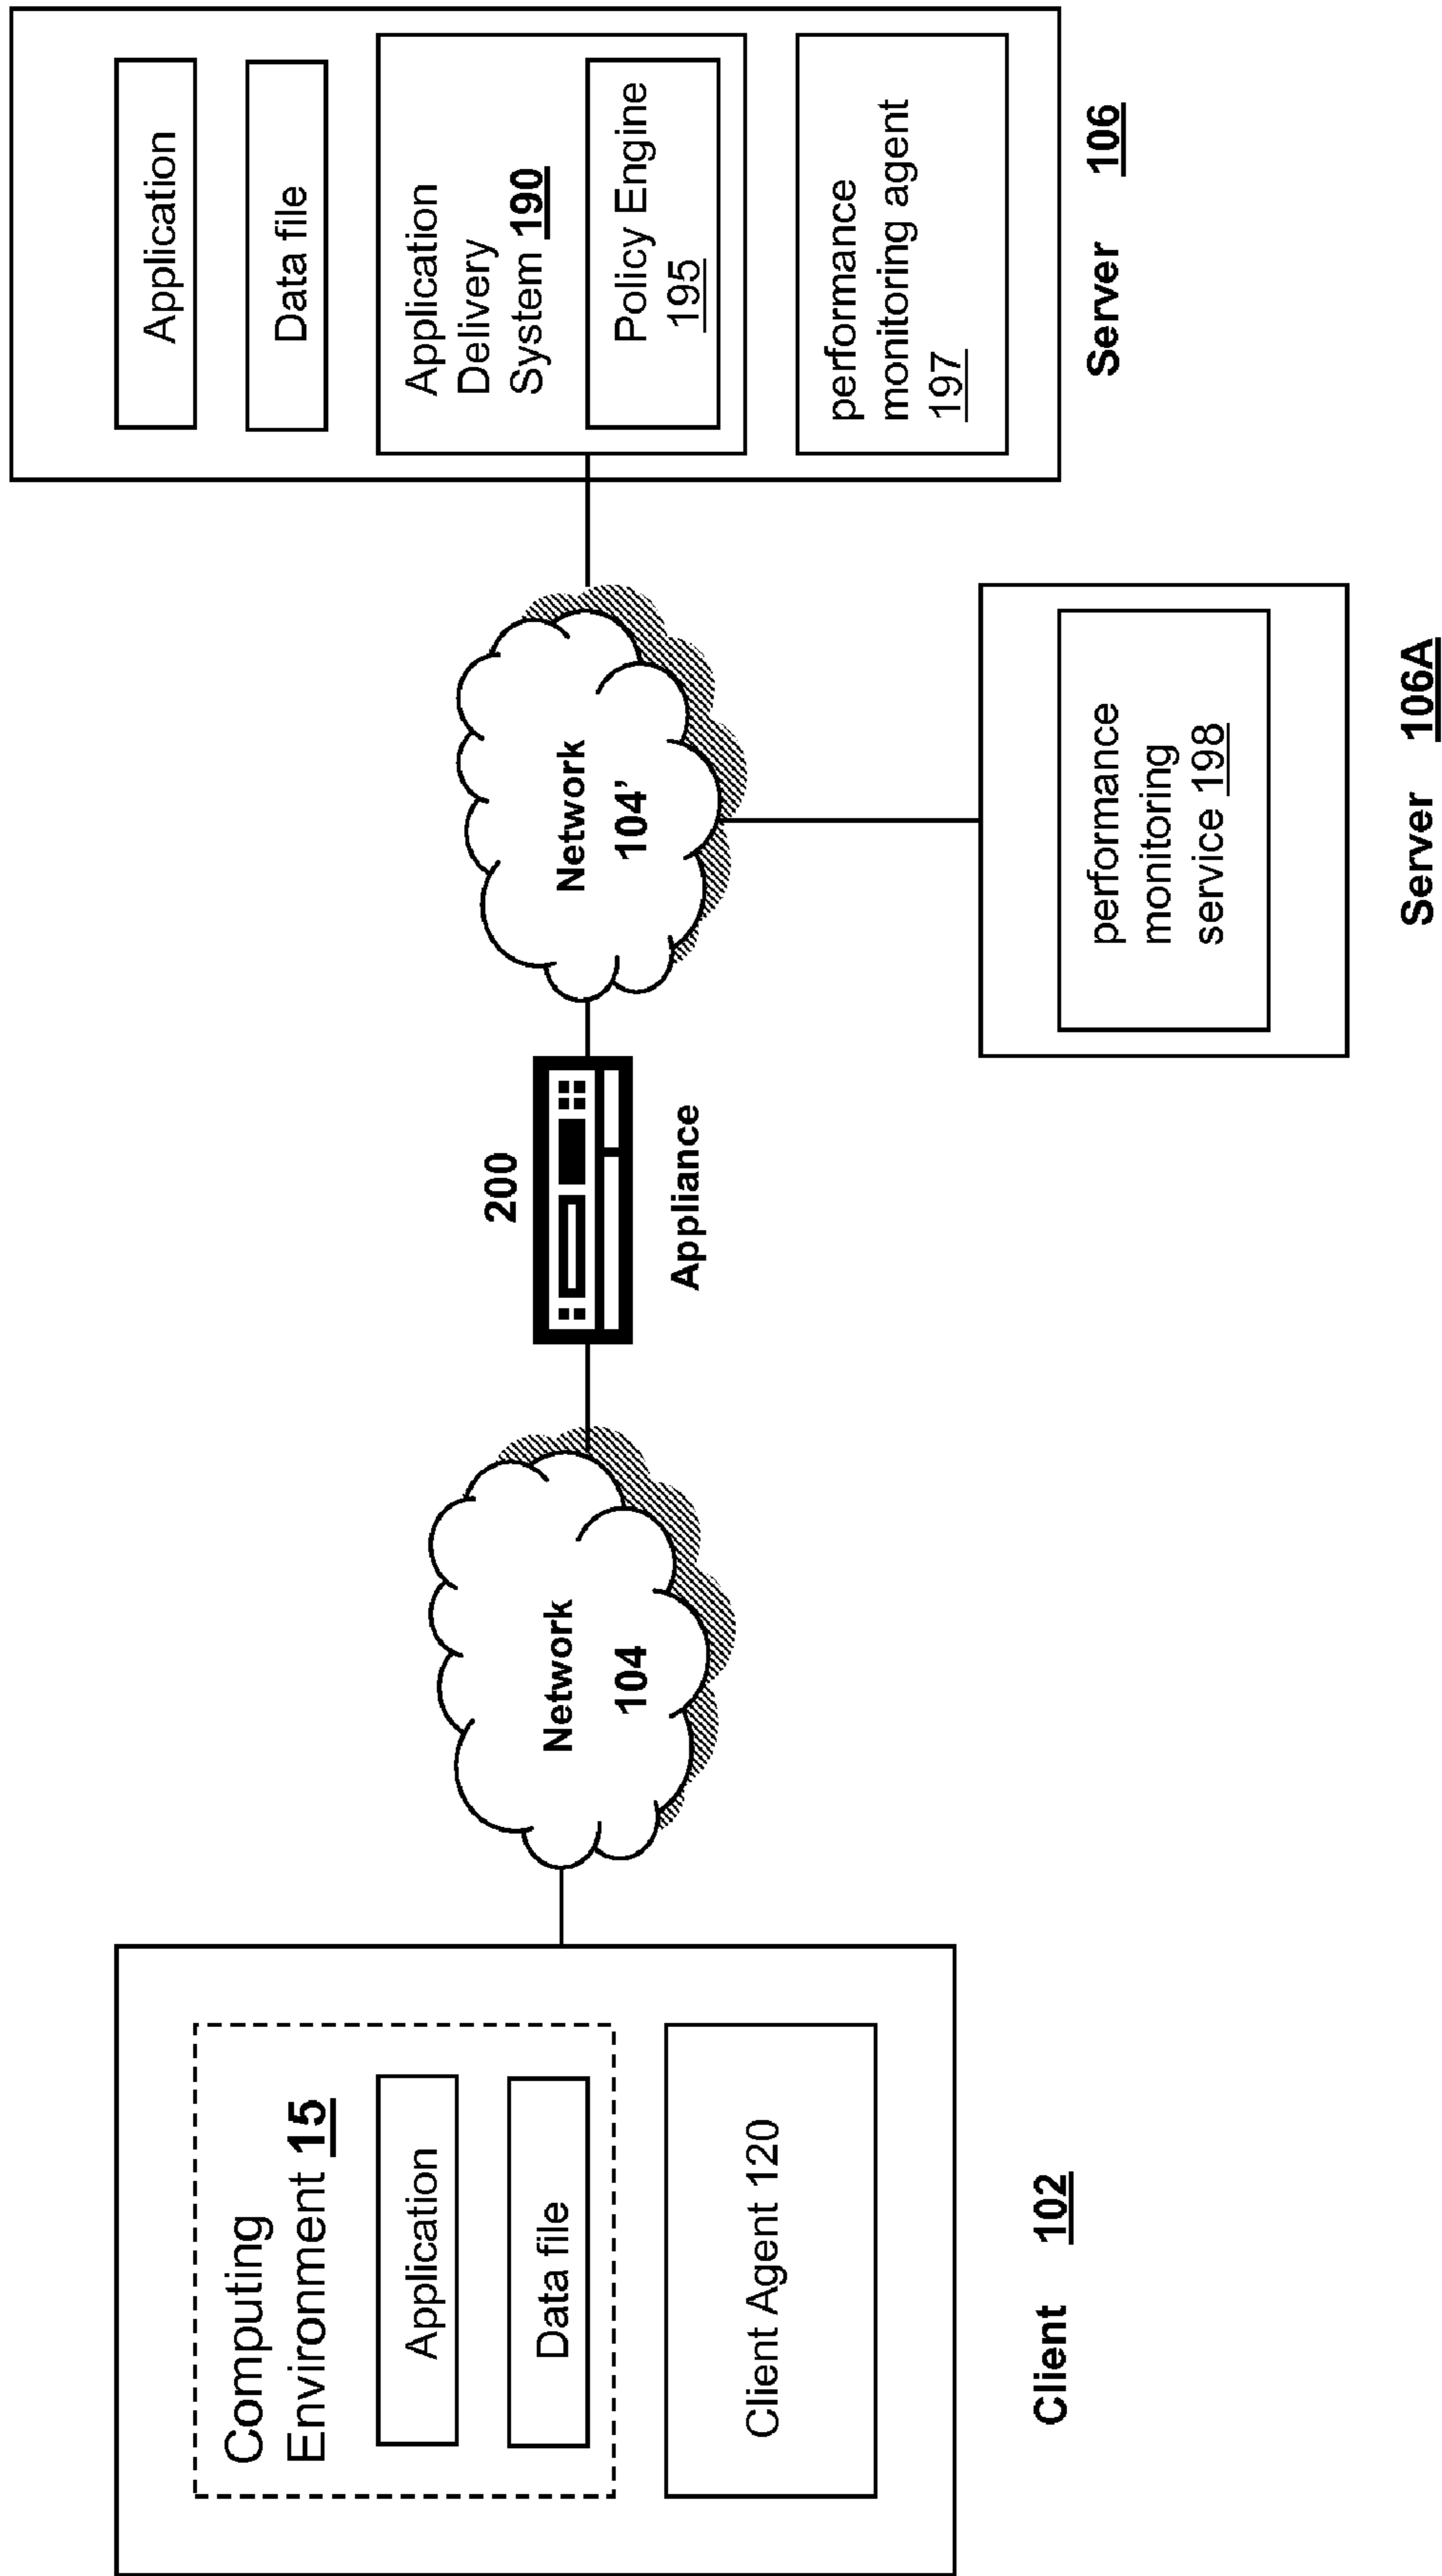 Computing
Environment 15
Application
Data file
Client Agent 120
Client 102
Network
104
200
Appliance
Network
104’
performance
monitoring
service 198
Server 106A
Application
Data file
Application
Delivery
System 190
Policy Engine
195
performance
monitoring agent
197
Server 106